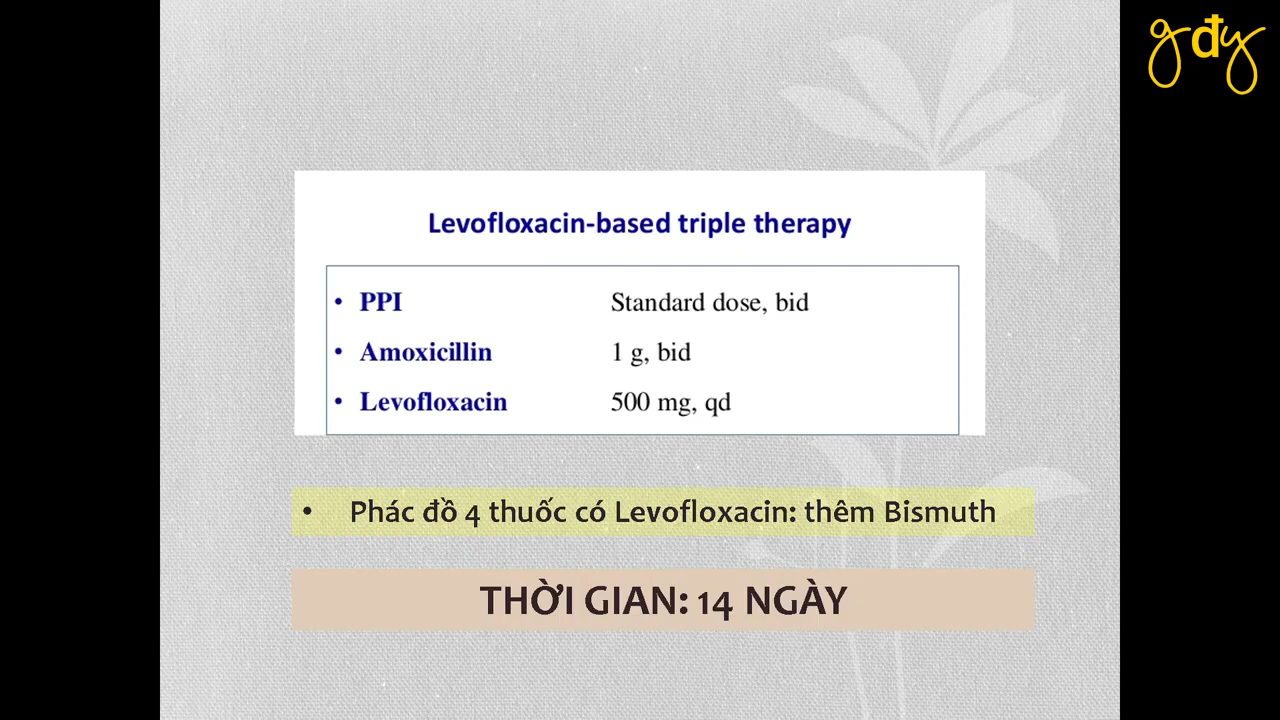 gđy
Levofloxacin-based triple therapy
• PPI Standard dose, bid
• Amoxicillin 1 g, bid
• Levofloxacin 500 mg, qd
• Phác đồ 4 thuốc có Levofloxacin: thêm Bismuth
THỜI GIAN: 14 NGÀY